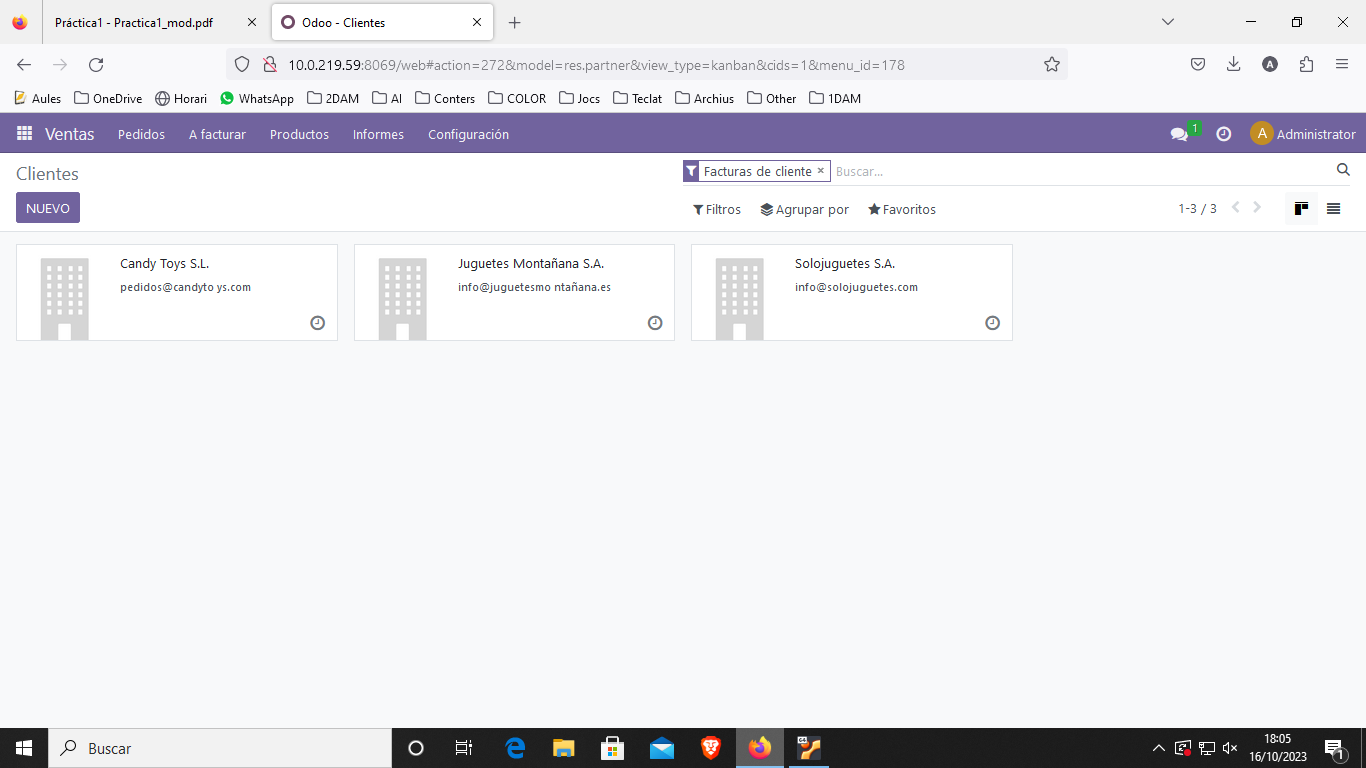 Práctica1 - Practica1_mod.pdf
Odoo - Clientes
10.0.219.59:8069/web#action=272&model=res.partner&view_type=kanban&cids=1&menu_id=178
A
Aules
OneDrive
Horari
WhatsApp
2DAM
AI
Conters
COLOR
Jocs
Teclat
Archius
Other
1DAM
Ventas
Pedidos
A facturar
Productos
Informes
Configuración
1
A
Administrator
Clientes
Facturas de cliente ×
Buscar...
NUEVO
Filtros
Agrupar por
Favoritos
1-3 / 3
Candy Toys S.L.
pedidos@candyto ys.com
Juguetes Montañana S.A.
info@juguetesmo ntañana.es
Solojuguetes S.A.
info@solojuguetes.com
Buscar
18:05
16/10/2023
1